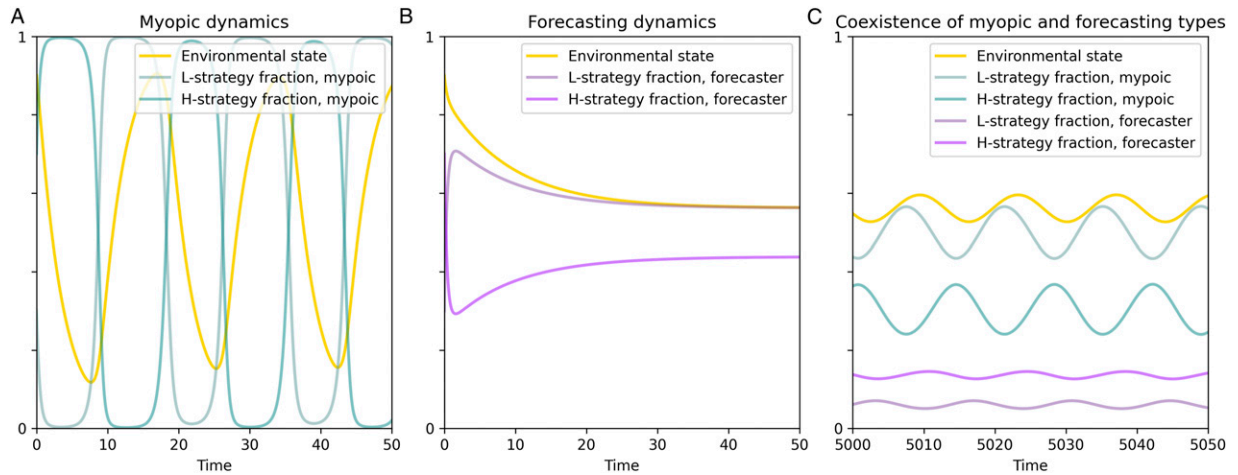 A
Myopic dynamics
1
Environmental state
L-strategy fraction, mypoic
H-strategy fraction, mypoic
0
0
10
20
30
40
50
Time
B
Forecasting dynamics
1
Environmental state
L-strategy fraction, forecaster
H-strategy fraction, forecaster
0
0
10
20
30
40
50
Time
C
Coexistence of myopic and forecasting types
1
Environmental state
L-strategy fraction, mypoic
H-strategy fraction, mypoic
L-strategy fraction, forecaster
H-strategy fraction, forecaster
0
5000
5010
5020
5030
5040
5050
Time